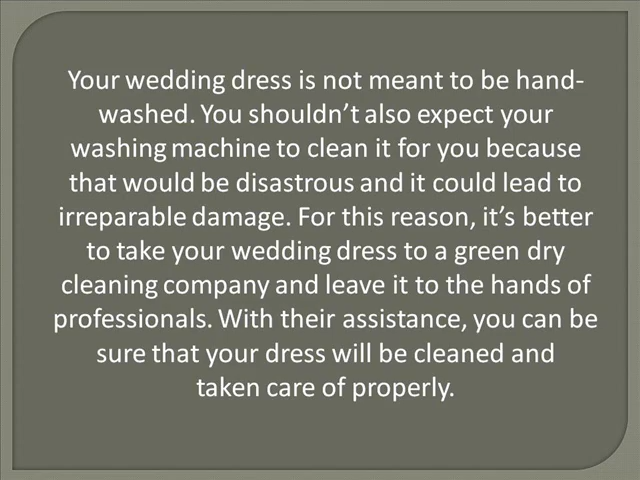 Your wedding dress is not meant to be hand-
washed. You shouldn’t also expect your
washing machine to clean it for you because
that would be disastrous and it could lead to
irreparable damage. For this reason, it’s better
to take your wedding dress to a green dry
cleaning company and leave it to the hands of
professionals. With their assistance, you can be
sure that your dress will be cleaned and
taken care of properly.